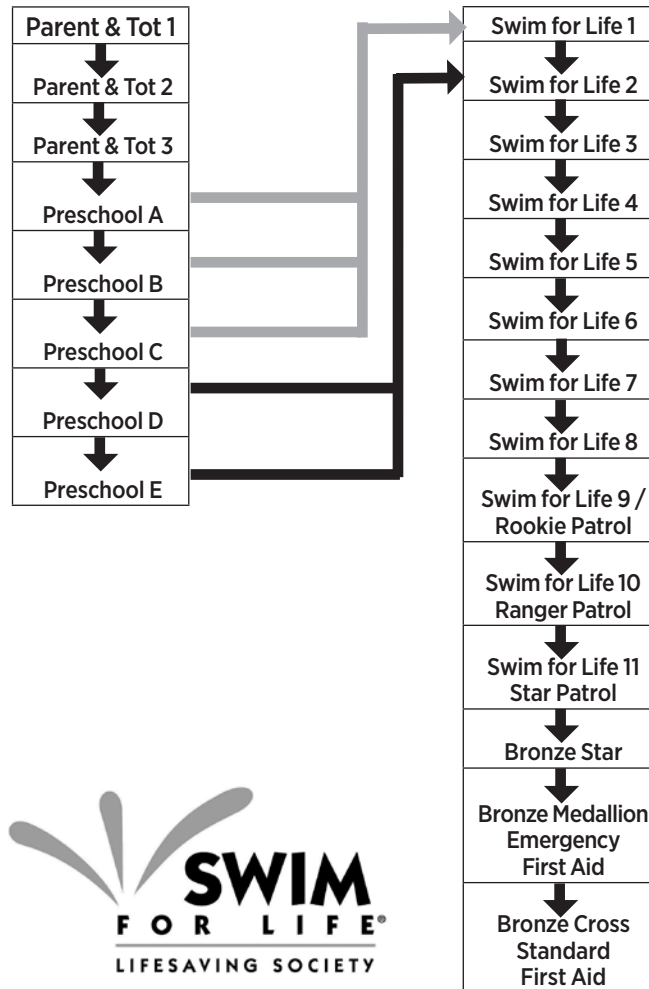 Parent & Tot 1
Parent & Tot 2
Parent & Tot 3
Preschool A
Preschool B
Preschool C
Preschool D
Preschool E
Swim for Life 1
Swim for Life 2
Swim for Life 3
Swim for Life 4
Swim for Life 5
Swim for Life 6
Swim for Life 7
Swim for Life 8
Swim for Life 9 /
Rookie Patrol
Swim for Life 10
Ranger Patrol
Swim for Life 11
Star Patrol
Bronze Star
Bronze Medallion
Emergency
First Aid
Bronze Cross
Standard
First Aid
SWIM
FOR LIFE®
LIFESAVING SOCIETY